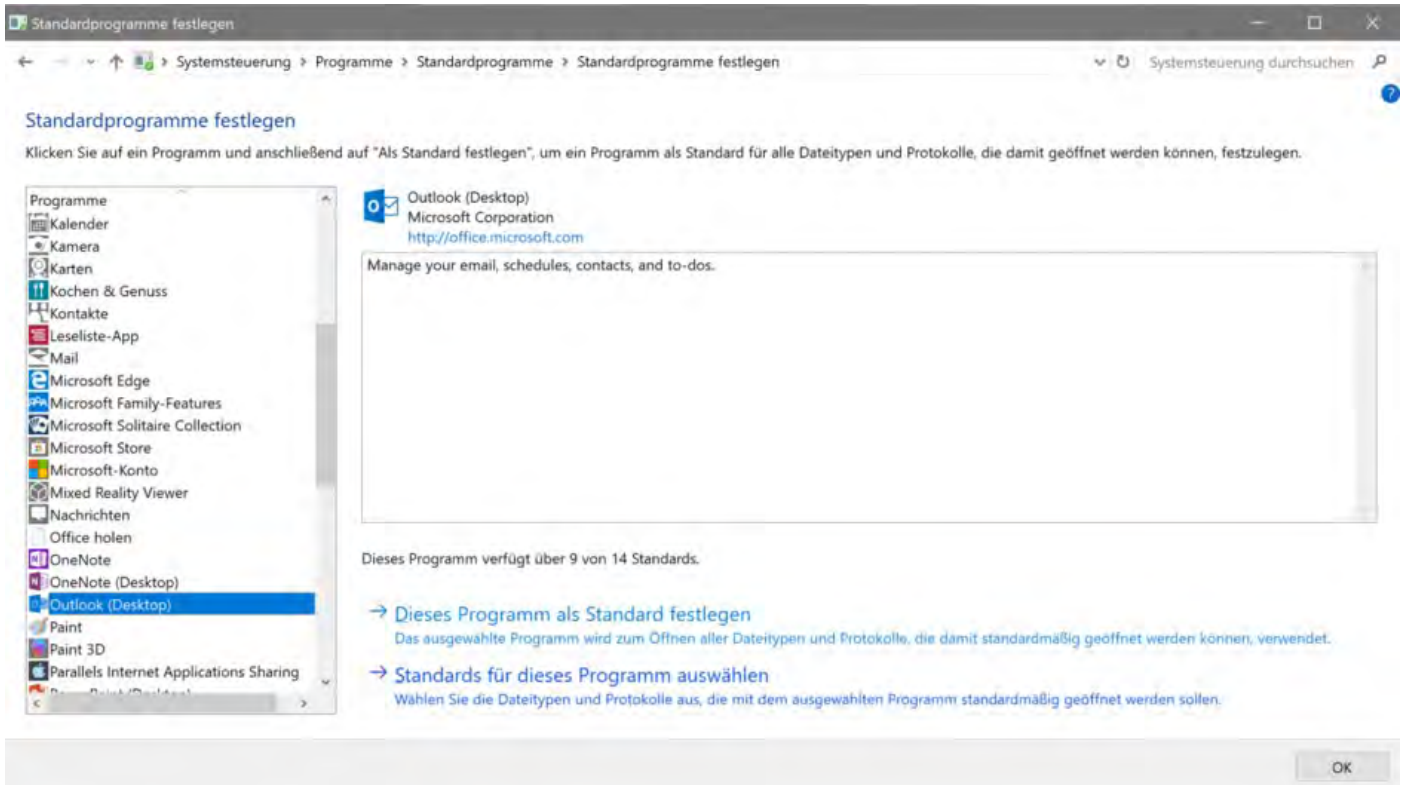 Standardprogramme festlegen
Systemsteuerung > Programme > Standardprogramme > Standardprogramme festlegen
Systemsteuerung durchsuchen
?
Standardprogramme festlegen
Klicken Sie auf ein Programm und anschließend auf "Als Standard festlegen", um ein Programm als Standard für alle Dateitypen und Protokolle, die damit geöffnet werden können, festzulegen.
Programme
Kalender
Kamera
Karten
Kochen & Genuss
Kontakte
Leseliste-App
Mail
Microsoft Edge
Microsoft Family-Features
Microsoft Solitaire Collection
Microsoft Store
Microsoft-Konto
Mixed Reality Viewer
Nachrichten
Office holen
OneNote
OneNote (Desktop)
Outlook (Desktop)
Paint
Paint 3D
Parallels Internet Applications Sharing
Outlook (Desktop)
Microsoft Corporation
http://office.microsoft.com
Manage your email, schedules, contacts, and to-dos.
Dieses Programm verfügt über 9 von 14 Standards.
Dieses Programm als Standard festlegen
Das ausgewählte Programm wird zum Öffnen aller Dateitypen und Protokolle, die damit standardmäßig geöffnet werden können, verwendet.
Standards für dieses Programm auswählen
Wählen Sie die Dateitypen und Protokolle aus, die mit dem ausgewählten Programm standardmäßig geöffnet werden sollen.
OK